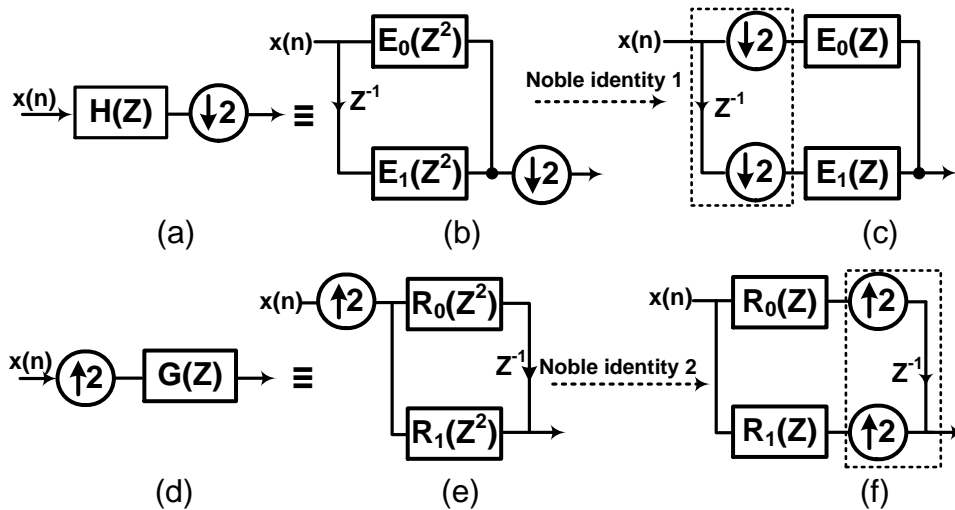 x(n)
H(Z)
↓2
≡
(a)
x(n)
E₀(Z²)
Z⁻¹
E₁(Z²)
↓2
(b)
Noble identity 1
x(n)
↓2
E₀(Z)
Z⁻¹
↓2
E₁(Z)
(c)
x(n)
↑2
G(Z)
≡
(d)
x(n)
↑2
R₀(Z²)
Z⁻¹
R₁(Z²)
(e)
Noble identity 2
x(n)
R₀(Z)
↑2
Z⁻¹
R₁(Z)
↑2
(f)